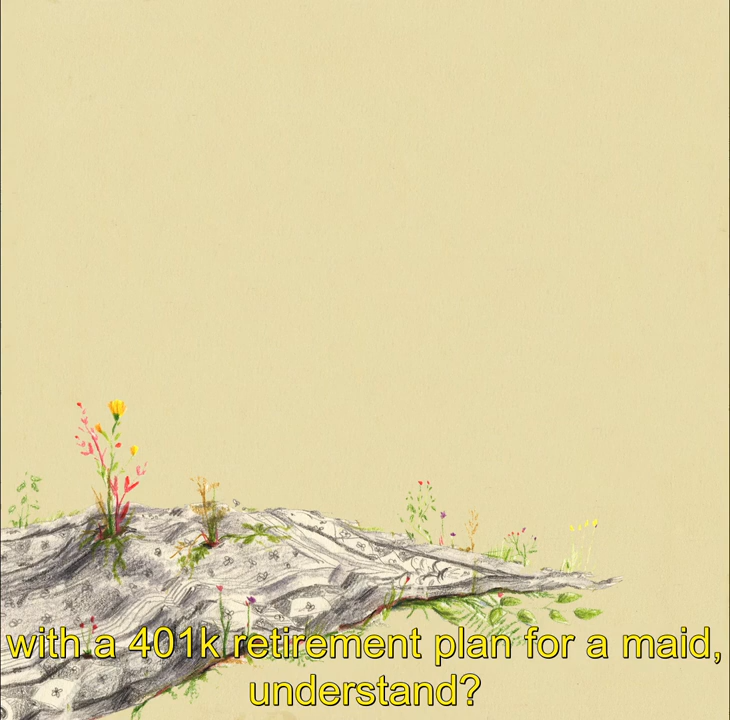 with a 401k retirement plan for a maid,
understand?